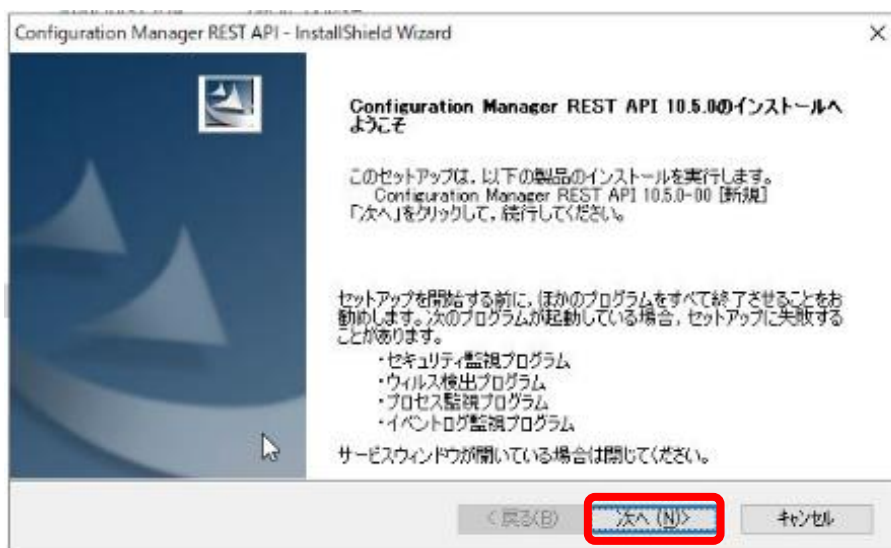 Configuration Manager REST API - InstallShield Wizard
Configuration Manager REST API 10.5.0のインストールへ
ようこそ
このセットアップは、以下の製品のインストールを実行します。
Configuration Manager REST API 10.5.0-00 [新規]
「次へ」をクリックして、続行してください。
セットアップを開始する前に、ほかのプログラムをすべて終了させることをお
勧めします。次のプログラムが起動している場合、セットアップに失敗する
ことがあります。
・セキュリティ監視プログラム
・ウィルス検出プログラム
・プロセス監視プログラム
・イベントログ監視プログラム
サービスウィンドウが開いている場合は閉じてください。
< 戻る(B)
次へ (N)>
キャンセル